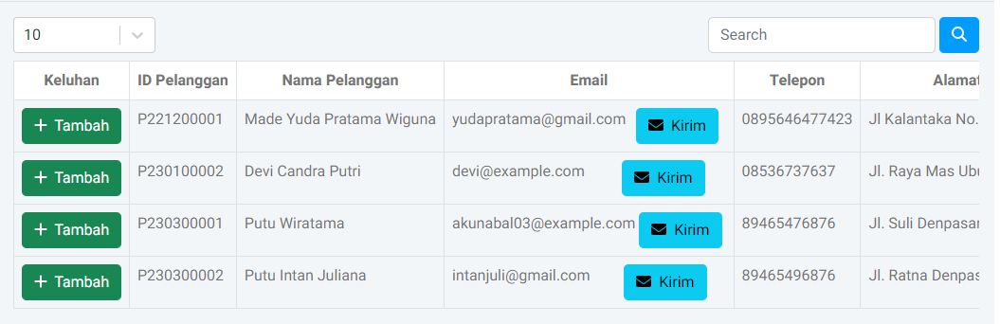 10 Search
Keluhan ID Pelanggan Nama Pelanggan Email Telepon Alamat
Tambah P221200001 Made Yuda Pratama Wiguna yudapratama@gmail.com Kirim 0895646477423 Jl Kalantaka No.
Tambah P230100002 Devi Candra Putri devi@example.com Kirim 08536737637 Jl. Raya Mas Ubu
Tambah P230300001 Putu Wiratama akunabal03@example.com Kirim 89465476876 Jl. Suli Denpasar
Tambah P230300002 Putu Intan Juliana intanjuli@gmail.com Kirim 89465496876 Jl. Ratna Denpas